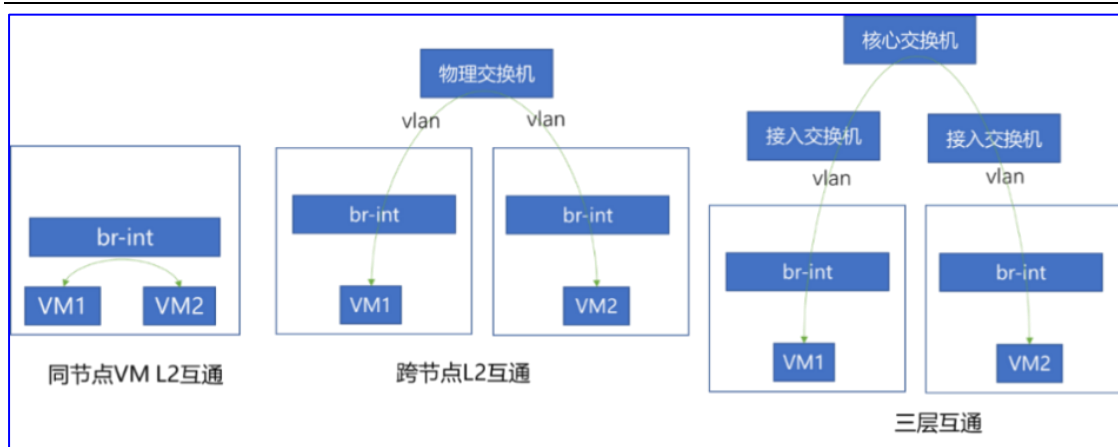 br-int
VM1
VM2
同节点VM L2互通
物理交换机
vlan
vlan
br-int
br-int
VM1
VM2
跨节点L2互通
核心交换机
接入交换机
接入交换机
vlan
vlan
br-int
br-int
VM1
VM2
三层互通